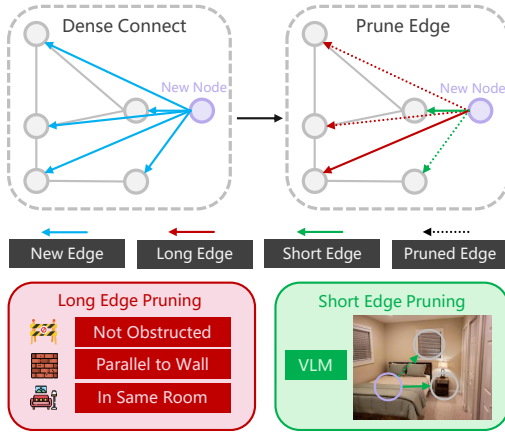 Dense Connect
Prune Edge
New Node
New Node
New Edge
Long Edge
Short Edge
Pruned Edge
Long Edge Pruning
Not Obstructed
Parallel to Wall
In Same Room
Short Edge Pruning
VLM